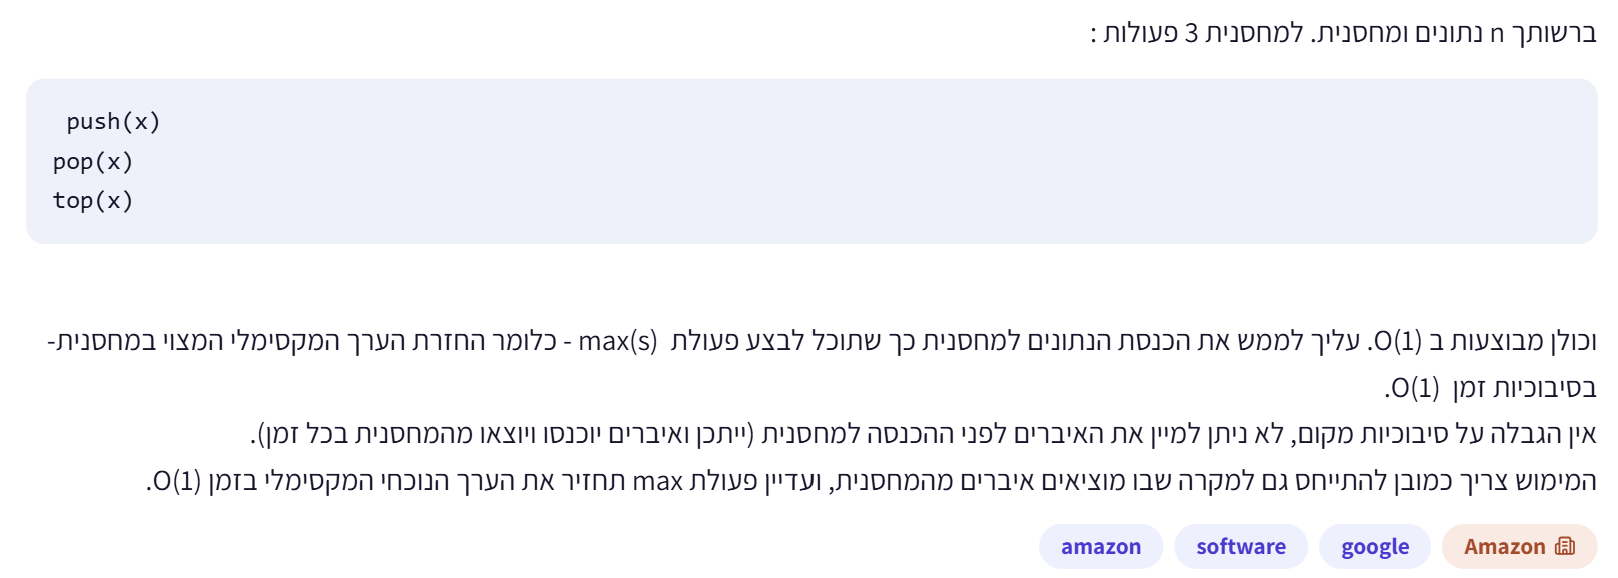 ברשותך n נתונים ומחסנית. למחסנית 3 פעולות :
push(x)
pop(x)
top(x)
וכולן מבוצעות ב O(1). עליך לממש את הכנסת הנתונים למחסנית כך שתוכל לבצע פעולת max(s) - כלומר החזרת הערך המקסימלי המצוי במחסנית-
בסיבוכיות זמן O(1).
אין הגבלה על סיבוכיות מקום, לא ניתן למיין את האיברים לפני ההכנסה למחסנית (ייתכן ואיברים יוכנסו ויוצאו מהמחסנית בכל זמן).
המימוש צריך כמובן להתייחס גם למקרה שבו מוציאים איברים מהמחסנית, ועדיין פעולת max תחזיר את הערך הנוכחי המקסימלי בזמן O(1).
Amazon google software amazon